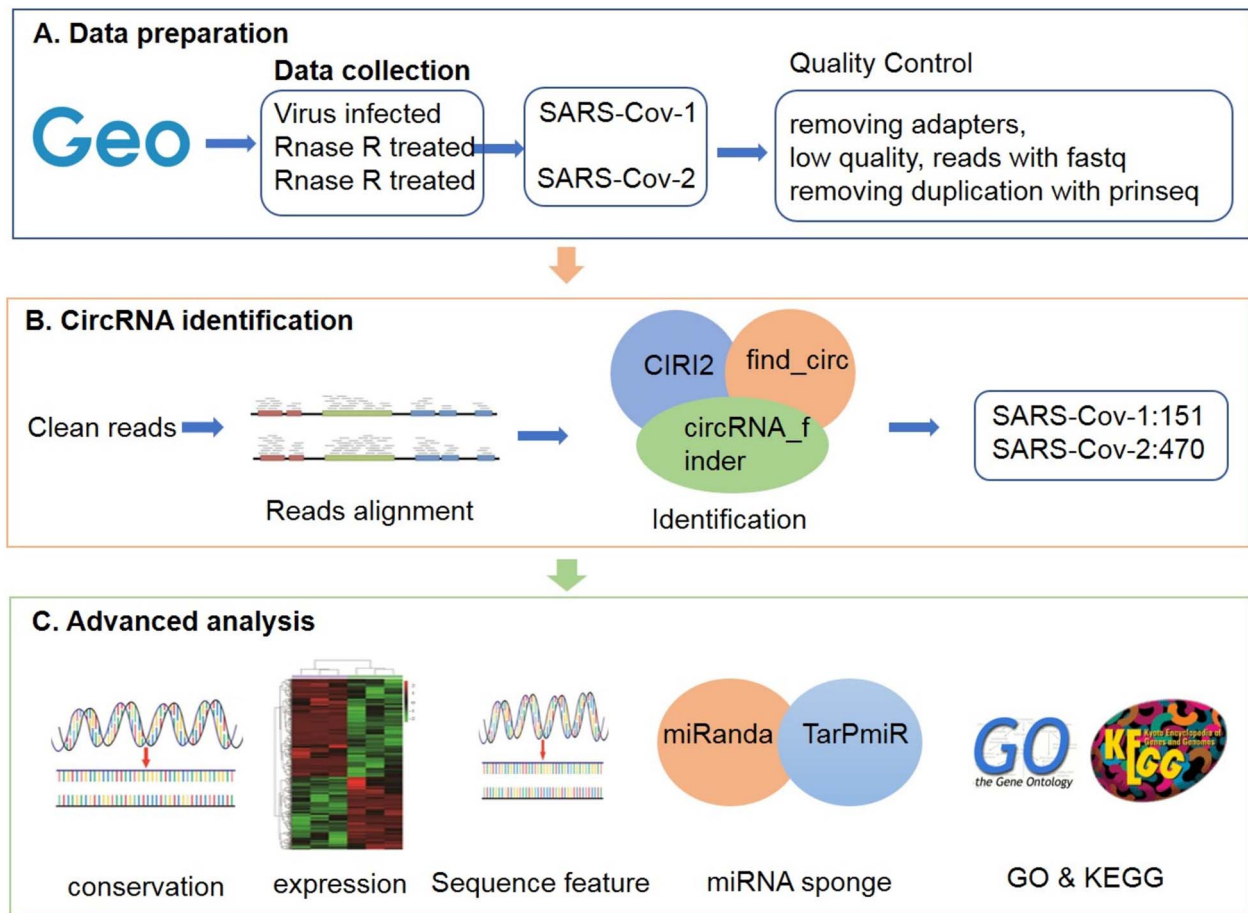 A. Data preparation
Data collection
Geo
Virus infected
Rnase R treated
Rnase R treated
SARS-Cov-1
SARS-Cov-2
Quality Control
removing adapters,
low quality, reads with fastq
removing duplication with prinseq
B. CircRNA identification
Clean reads
Reads alignment
CIRI2
find_circ
circRNA_f
inder
Identification
SARS-Cov-1:151
SARS-Cov-2:470
C. Advanced analysis
conservation
expression
Sequence feature
miRanda
TarPmiR
miRNA sponge
GO
the Gene Ontology
KEGG
Kyoto Encyclopedia of
Genes and Genomes
GO & KEGG